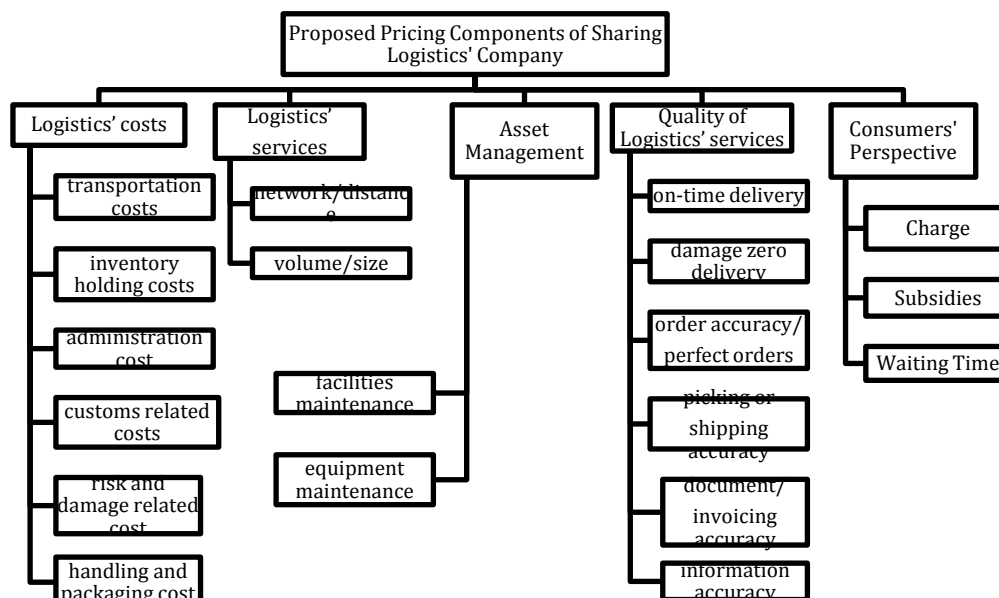 Proposed Pricing Components of Sharing
Logistics' Company
Logistics’ costs
transportation
costs
inventory
holding costs
administration
cost
customs related
costs
risk and
damage related
cost
handling and
packaging cost
Logistics’
services
network/distanc
e
volume/size
Asset
Management
facilities
maintenance
equipment
maintenance
Quality of
Logistics’ services
on-time delivery
damage zero
delivery
order accuracy/
perfect orders
picking or
shipping
accuracy
document/
invoicing
accuracy
information
accuracy
Consumers'
Perspective
Charge
Subsidies
Waiting Time